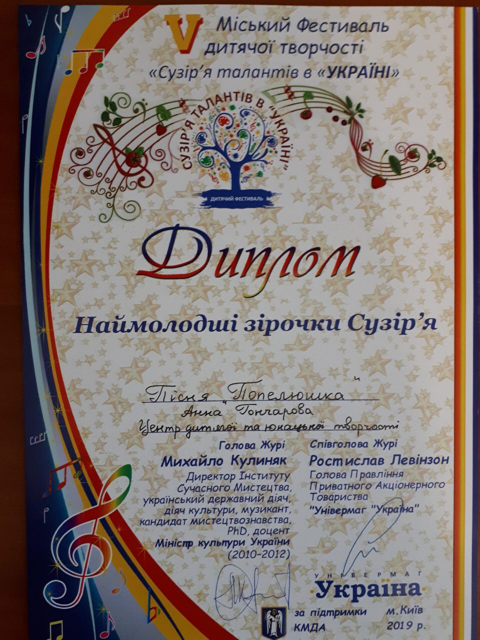 V Міський Фестиваль
дитячої творчості
«Сузір'я талантів в «УКРАЇНІ»
СУЗІР'Я ТАЛАНТІВ В "УКРАЇНІ"
ДИТЯЧИЙ ФЕСТИВАЛЬ
Диплом
Наймолодші зірочки Сузір'я
Пісня "Попелюшка"
Анна Гончарова
Центр дитячої та юнацької творчості
Голова Журі
Михайло Кулиняк
Директор Інституту
Сучасного Мистецтва,
український державний діяч,
діяч культури, музикант,
кандидат мистецтвознавства,
PhD, доцент
Міністр культури України
(2010-2012)
Співголова Журі
Ростислав Левінзон
Голова Правління
Приватного Акціонерного
Товариства
"Універмаг "Україна"
УНІВЕРМАГ
Україна
за підтримки
КМДА
м.Київ
2019 р.